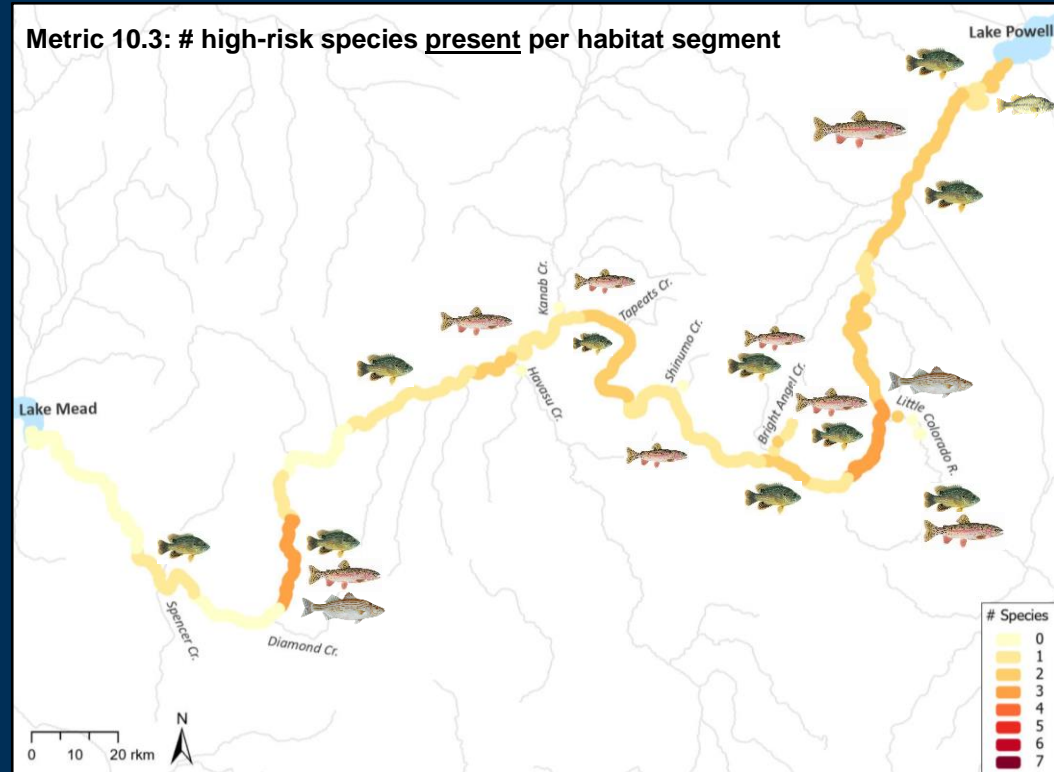 Metric 10.3: # high-risk species present per habitat segment
Lake Powell
Kanab Cr.
Tapeats Cr.
Shinumo Cr.
Havasu Cr.
Bright Angel Cr.
Little Colorado R.
Lake Mead
Spencer Cr.
Diamond Cr.
# Species
0
1
2
3
4
5
6
7
N
0 10 20 rkm